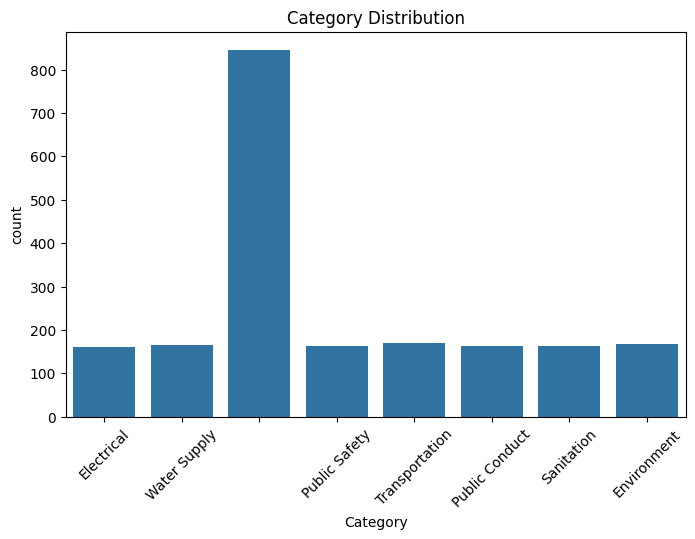 Category Distribution
800
700
600
500
400
300
200
100
0
count
Electrical
Water Supply
Public Safety
Transportation
Public Conduct
Sanitation
Environment
Category